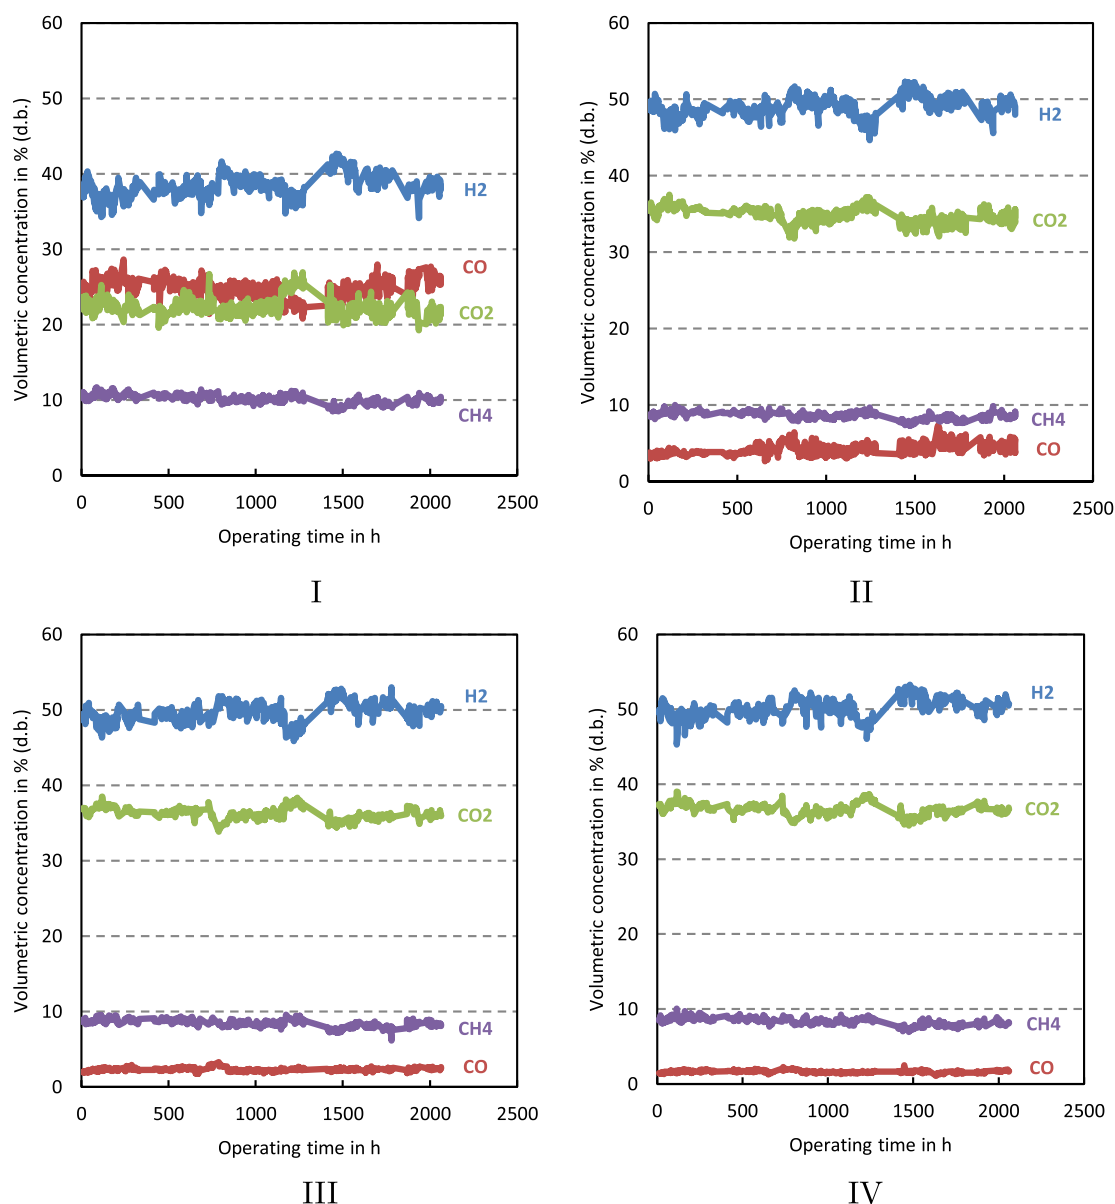 Volumetric concentration in % (d.b.)
60
50
40
30
20
10
0
H2
CO
CO2
CH4
0 500 1000 1500 2000 2500
Operating time in h
I
Volumetric concentration in % (d.b.)
60
50
40
30
20
10
0
H2
CO2
CH4
CO
0 500 1000 1500 2000 2500
Operating time in h
II
Volumetric concentration in % (d.b.)
60
50
40
30
20
10
0
H2
CO2
CH4
CO
0 500 1000 1500 2000 2500
Operating time in h
III
Volumetric concentration in % (d.b.)
60
50
40
30
20
10
0
H2
CO2
CH4
CO
0 500 1000 1500 2000 2500
Operating time in h
IV